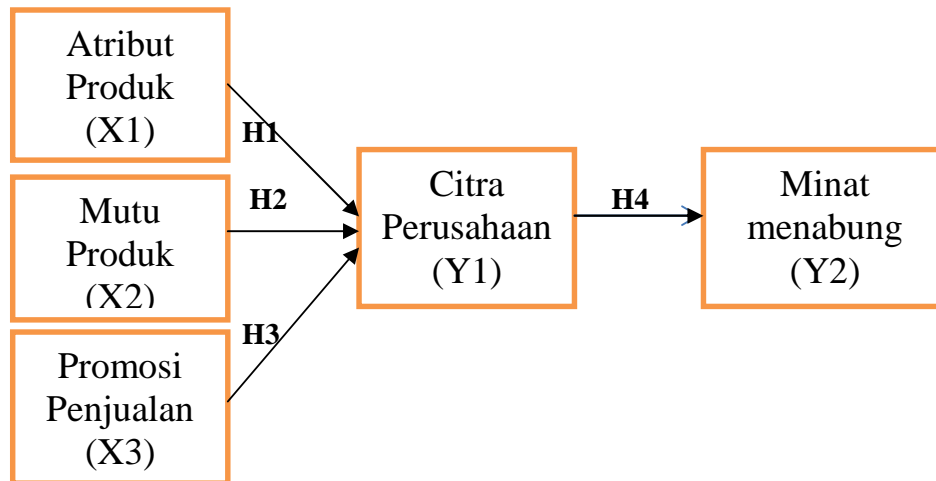 Atribut
Produk
(X1)
H1
Mutu
Produk
(X2)
H2
Promosi
Penjualan
(X3)
H3
Citra
Perusahaan
(Y1)
H4
Minat
menabung
(Y2)